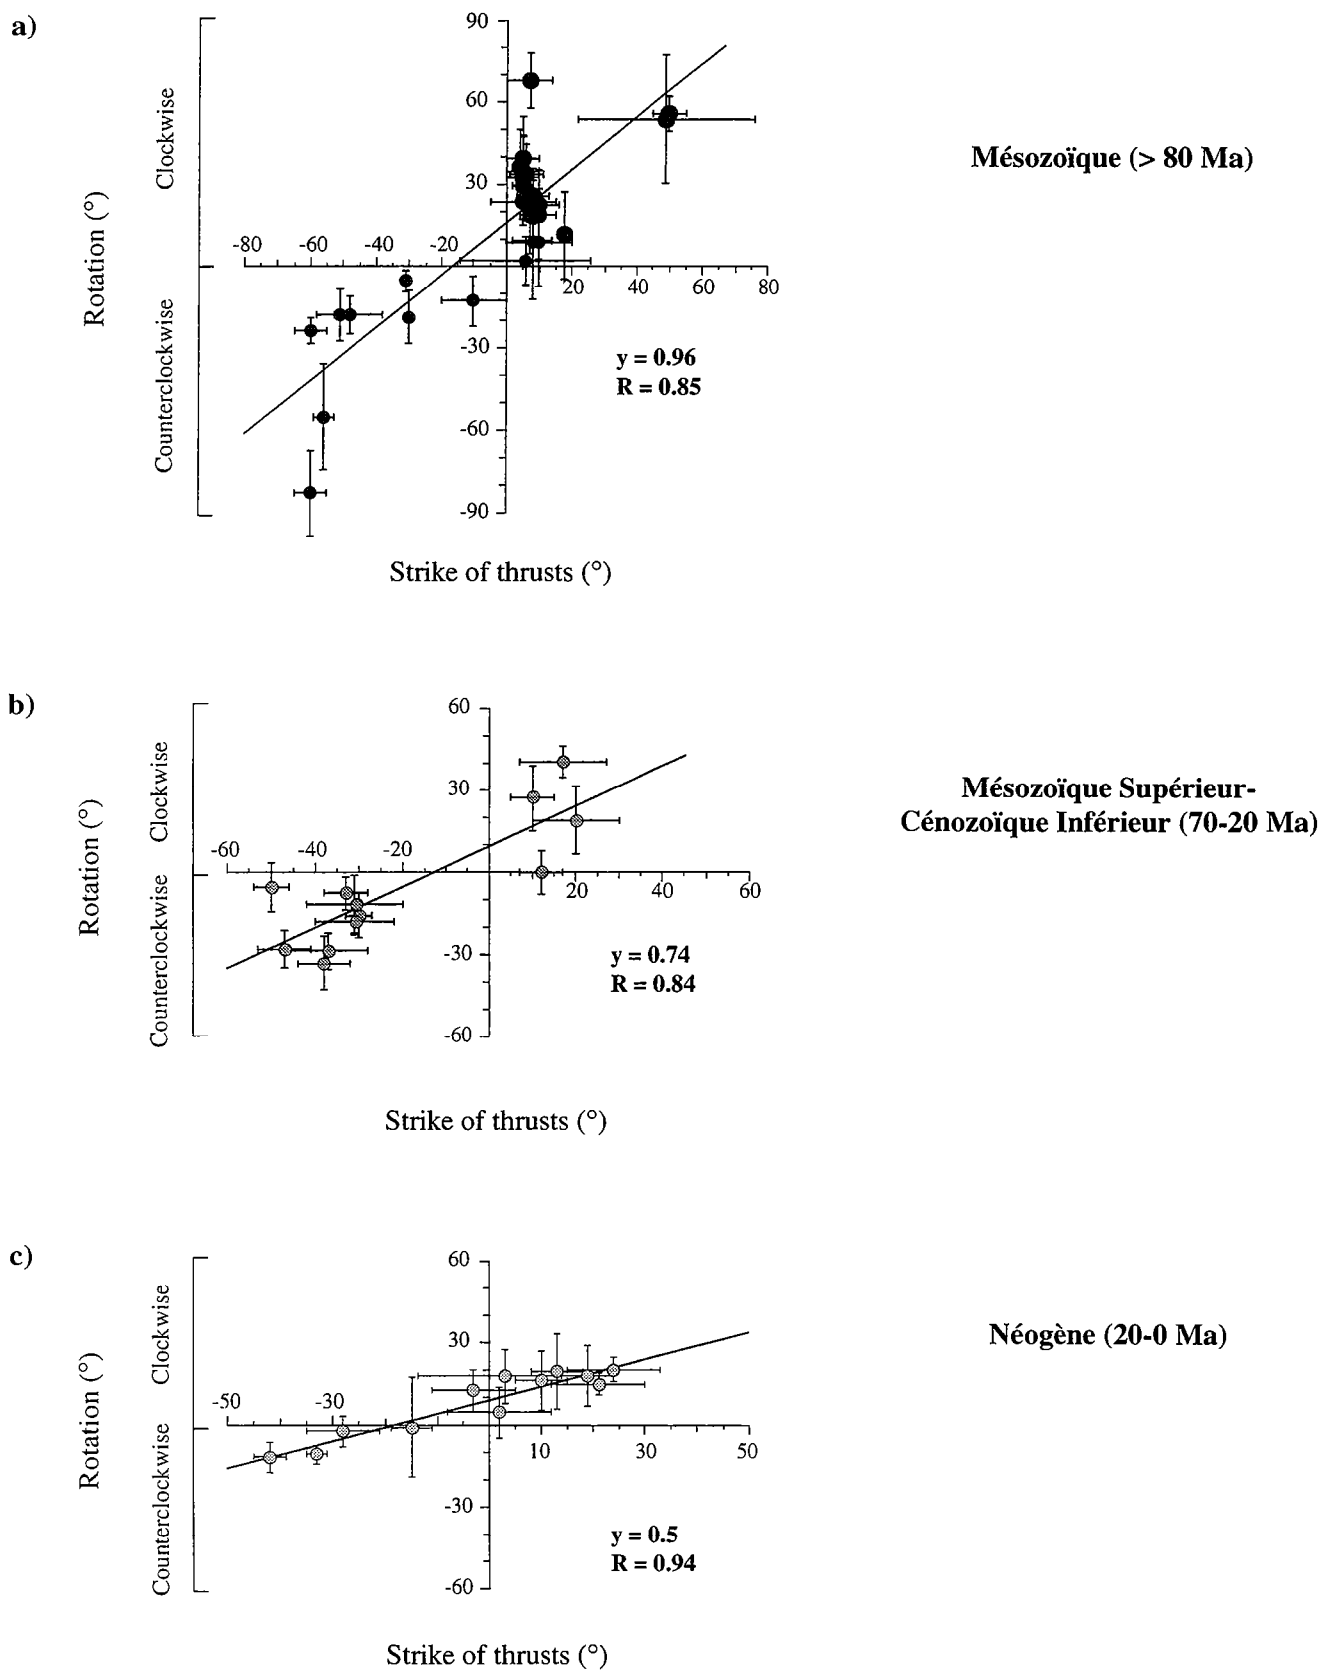 a)
90
60
30
-80 -60 -40 -20
20 40 60 80
-30
-60
-90
Rotation (°)
Clockwise
Counterclockwise
y = 0.96
R = 0.85
Strike of thrusts (°)
Mésozoïque (> 80 Ma)
b)
60
30
-60 -40 -20
20 40 60
-30
-60
Rotation (°)
Clockwise
Counterclockwise
y = 0.74
R = 0.84
Strike of thrusts (°)
Mésozoïque Supérieur-
Cénozoïque Inférieur (70-20 Ma)
c)
60
30
-50 -30
10 30 50
-30
-60
Rotation (°)
Clockwise
Counterclockwise
y = 0.5
R = 0.94
Strike of thrusts (°)
Néogène (20-0 Ma)